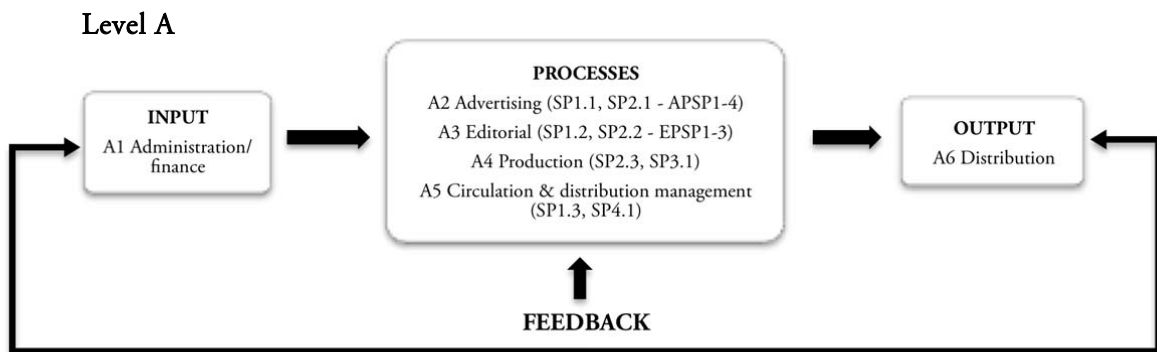 Level A
INPUT
A1 Administration/
finance
PROCESSES
A2 Advertising (SP1.1, SP2.1 - APSP1-4)
A3 Editorial (SP1.2, SP2.2 - EPSP1-3)
A4 Production (SP2.3, SP3.1)
A5 Circulation & distribution management
(SP1.3, SP4.1)
OUTPUT
A6 Distribution
FEEDBACK